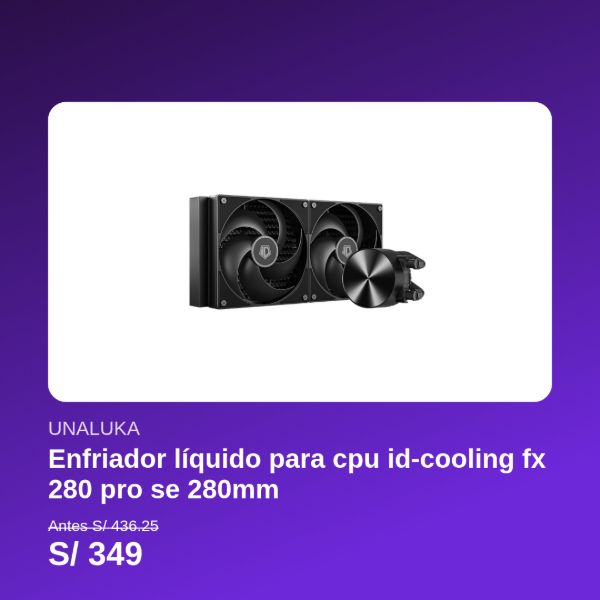 UNALUKA
Enfriador líquido para cpu id-cooling fx
280 pro se 280mm
Antes S/ 436.25
S/ 349